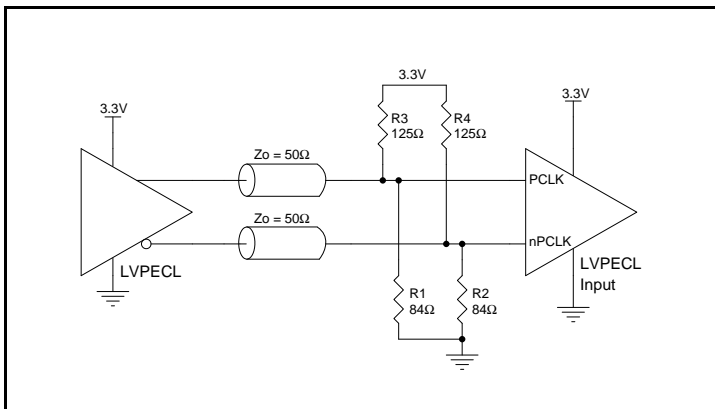 3.3V
3.3V
3.3V
R3
125Ω
R4
125Ω
Zo = 50Ω
PCLK
Zo = 50Ω
nPCLK
LVPECL
LVPECL
Input
R1
84Ω
R2
84Ω